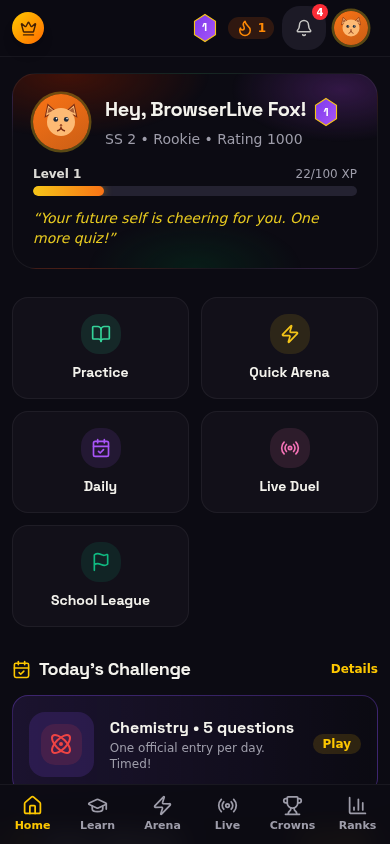 1
1
4
Hey, BrowserLive Fox!
1
SS 2 • Rookie • Rating 1000
Level 1
22/100 XP
“Your future self is cheering for you. One
more quiz!”
Practice
Quick Arena
Daily
Live Duel
School League
Today’s Challenge
Details
Chemistry • 5 questions
One official entry per day.
Timed!
Play
Home
Learn
Arena
Live
Crowns
Ranks